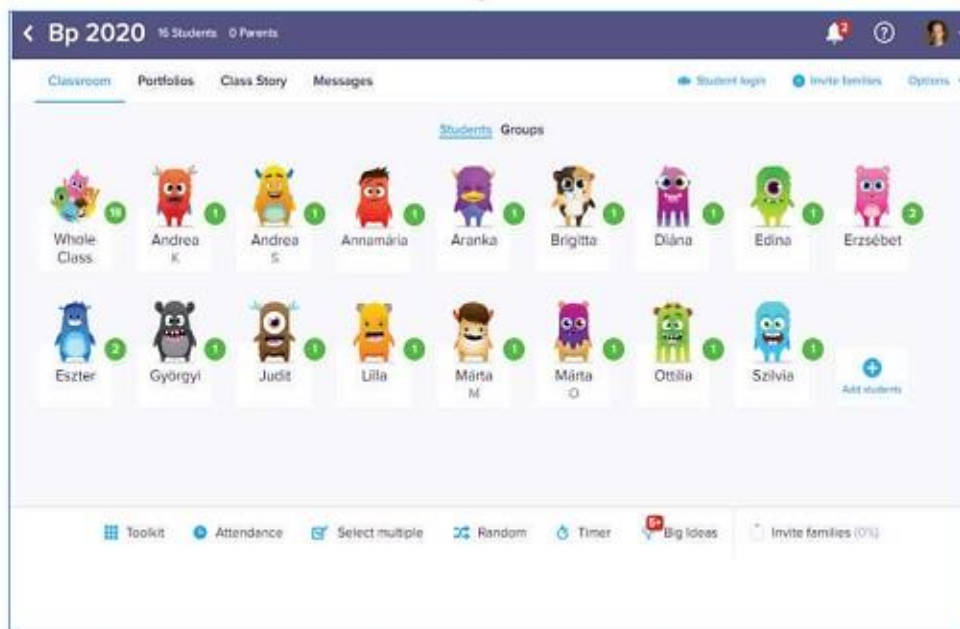 Bp 2020 16 Students 0 Parents 2
Classroom Portfolios Class Story Messages Student login Invite families Options
Students Groups
1 1 1 1 1 1 1 2
Whole Andrea Andrea Annamária Aranka Brigitta Diána Edina Erzsébet
Class K S
2 1 1 1 1 1 1 1
Eszter Györgyi Judit Lilla Márta Márta Ottilia Szilvia
M O Add students
Toolkit Attendance Select multiple Random Timer Big Ideas Invite families (0%)